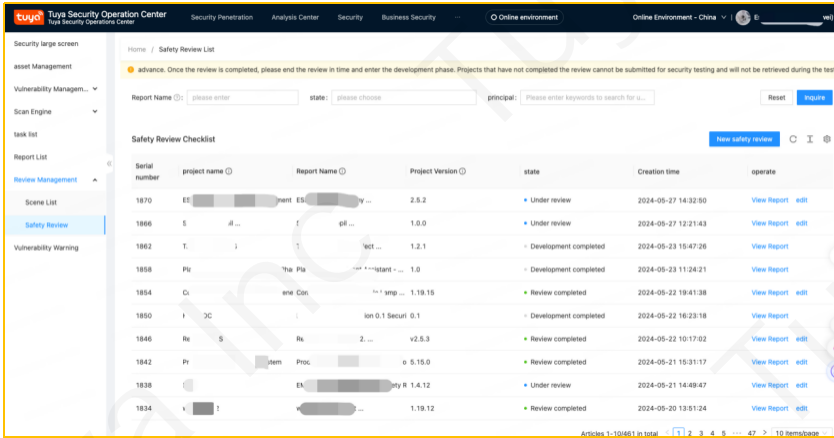 tuya Tuya Security Operation Center
Tuya Security Operations Center
Security Penetration Analysis Center Security Business Security ... Online environment Online Environment - China
Security large screen
asset Management
Vulnerability Managem...
Scan Engine
task list
Report List
Review Management
Scene List
Safety Review
Vulnerability Warning
Home / Safety Review List
advance. Once the review is completed, please end the review in time and enter the development phase. Projects that have not completed the review cannot be submitted for security testing and will not be retrieved during the
Report Name : please enter state: please choose principal: Please enter keywords to search for u... Reset Inquire
Safety Review Checklist New safety review
Serial number project name Report Name Project Version state Creation time operate
1870 2.5.2 Under review 2024-05-27 14:32:50 View Report edit
1866 1.0.0 Under review 2024-05-27 12:21:43 View Report edit
1862 1.2.1 Development completed 2024-05-23 15:47:26 View Report
1858 1.0 Development completed 2024-05-23 11:24:21 View Report
1854 1.19.15 Review completed 2024-05-22 19:41:38 View Report edit
1850 ion 0.1 Securi 0.1 Development completed 2024-05-22 16:23:18 View Report
1846 v2.5.3 Review completed 2024-05-22 10:17:02 View Report edit
1842 5.15.0 Review completed 2024-05-21 15:31:17 View Report edit
1838 1.4.12 Under review 2024-05-21 14:49:47 View Report edit
1834 1.19.12 Review completed 2024-05-20 13:51:24 View Report edit
Articles 1-10/461 in total < 1 2 3 4 5 ... 47 > 10 items/page